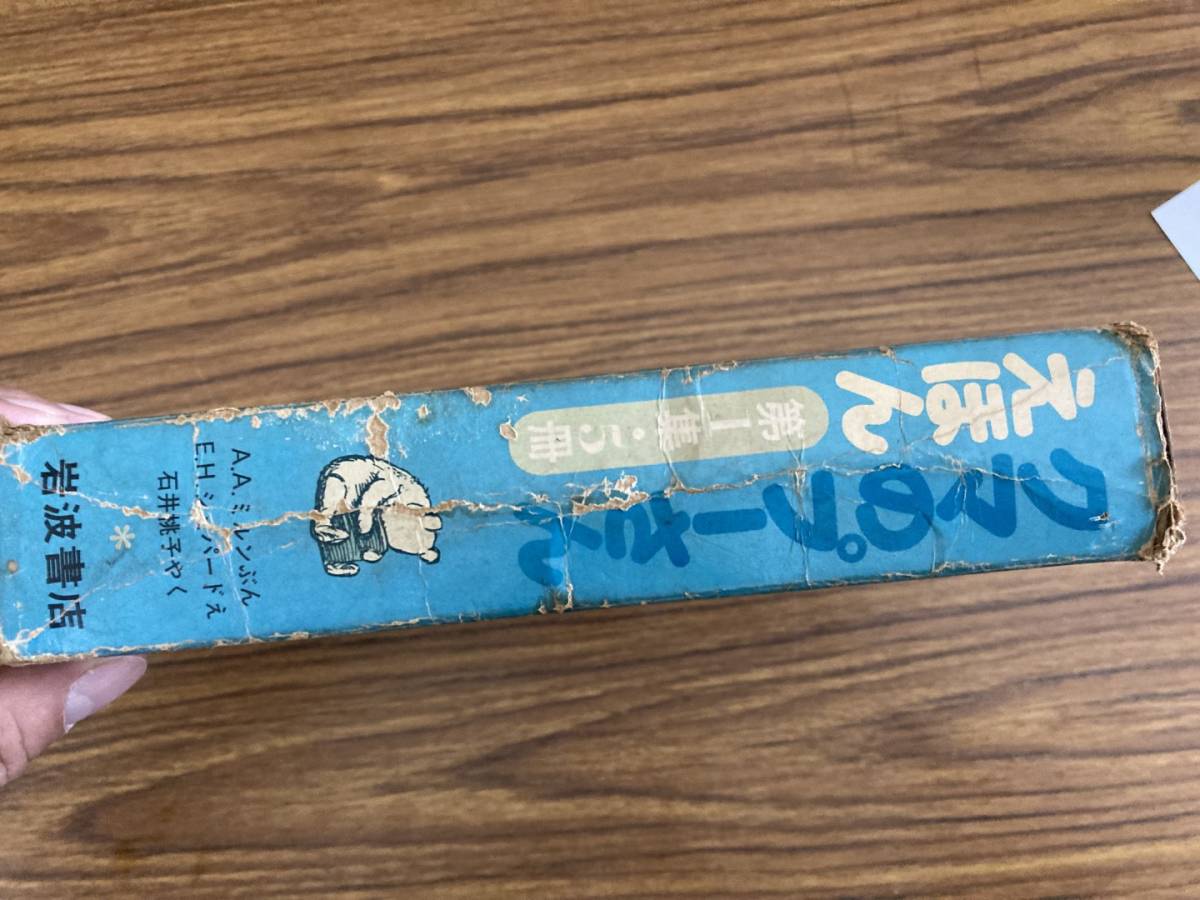 えほん
クマのプーさん
第1集・5冊
A.A.ミルンぶん
E.H.シェパードえ
石井桃子やく
岩波書店